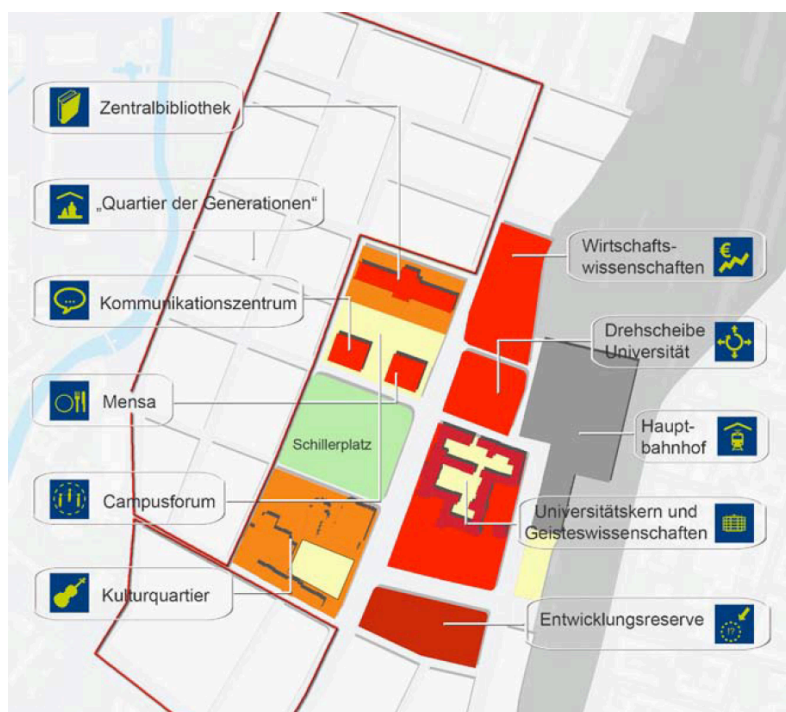 Zentralbibliothek
„Quartier der Generationen“
Kommunikationszentrum
Mensa
Campusforum
Kulturquartier
Schillerplatz
Wirtschafts-
wissenschaften
€
Drehscheibe
Universität
Haupt-
bahnhof
Universitätskern und
Geisteswissenschaften
Entwicklungsreserve
!?